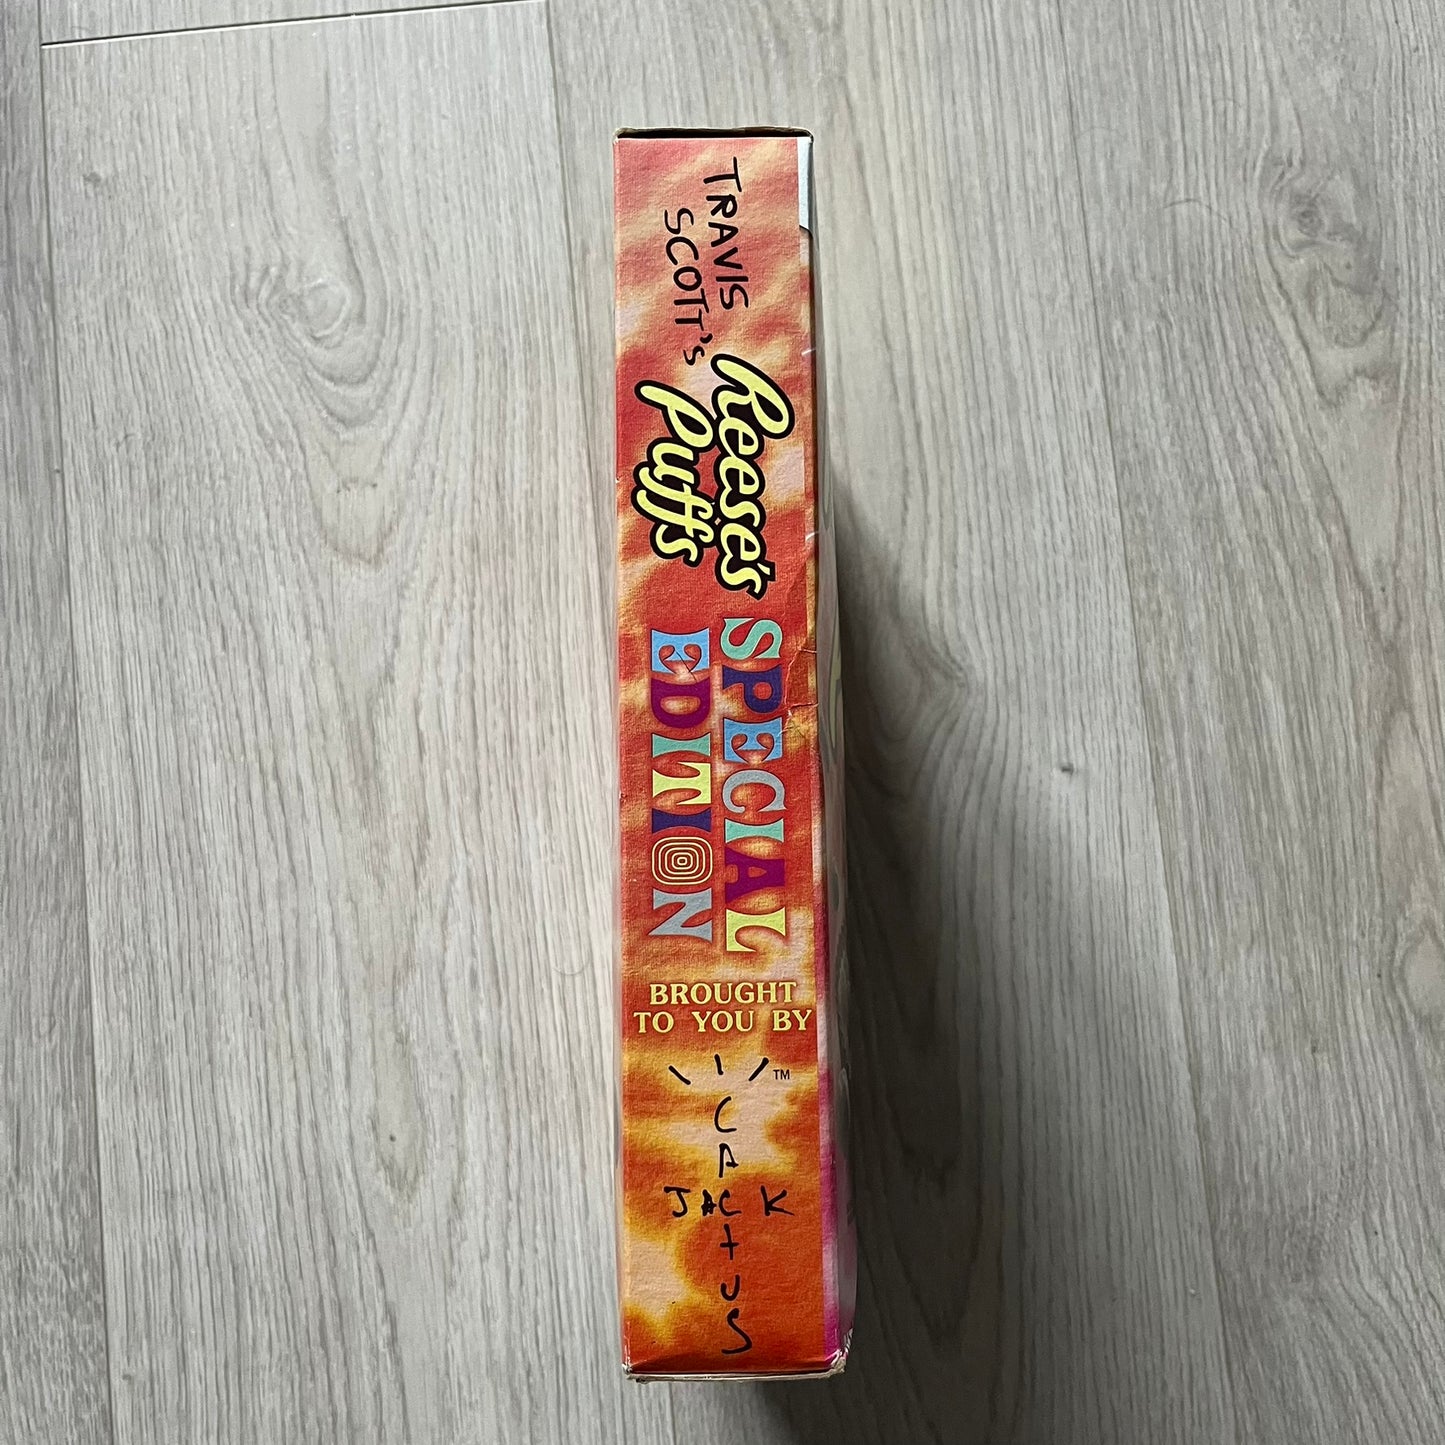 TRAVIS
SCOTT's
Reese's
Puffs
SPECIAL
EDITION
BROUGHT
TO YOU BY
TM
CACTUS
JACK